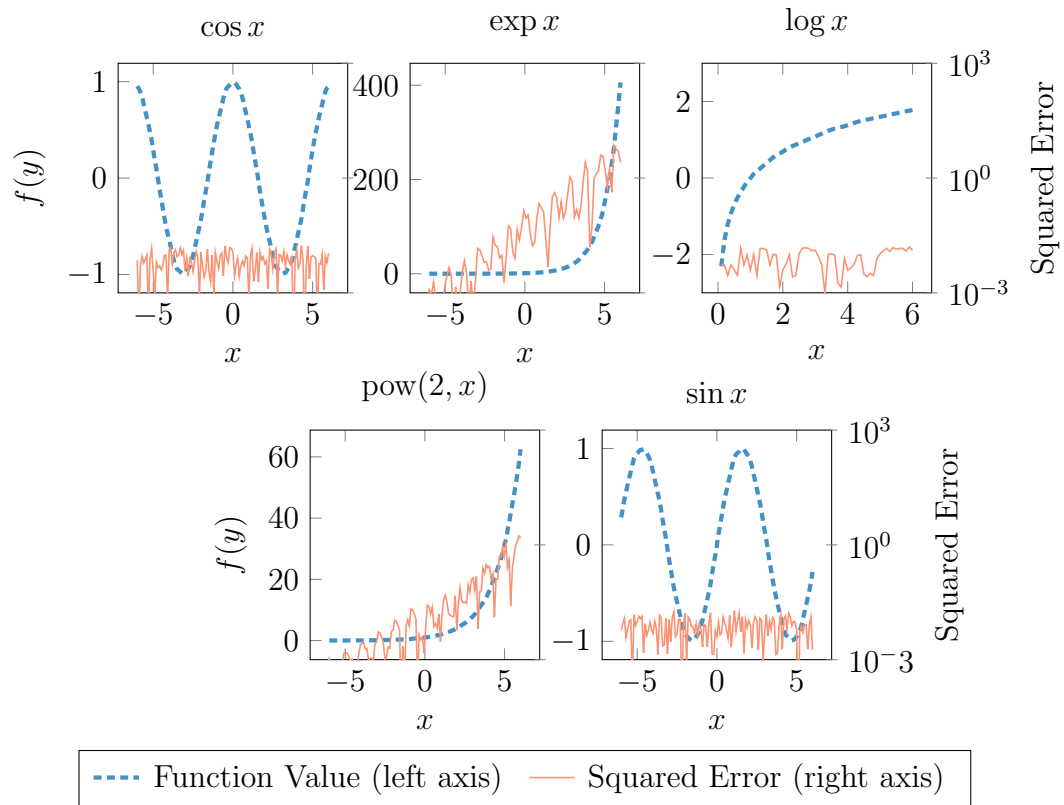 cos x
exp x
log x
f(y)
1
0
−1
−5
0
5
x
400
200
0
−5
0
5
x
2
0
−2
0
2
4
6
x
10^3
10^0
10^−3
Squared Error
pow(2, x)
sin x
f(y)
60
40
20
0
−5
0
5
x
1
0
−1
−5
0
5
x
10^3
10^0
10^−3
Squared Error
Function Value (left axis)
Squared Error (right axis)